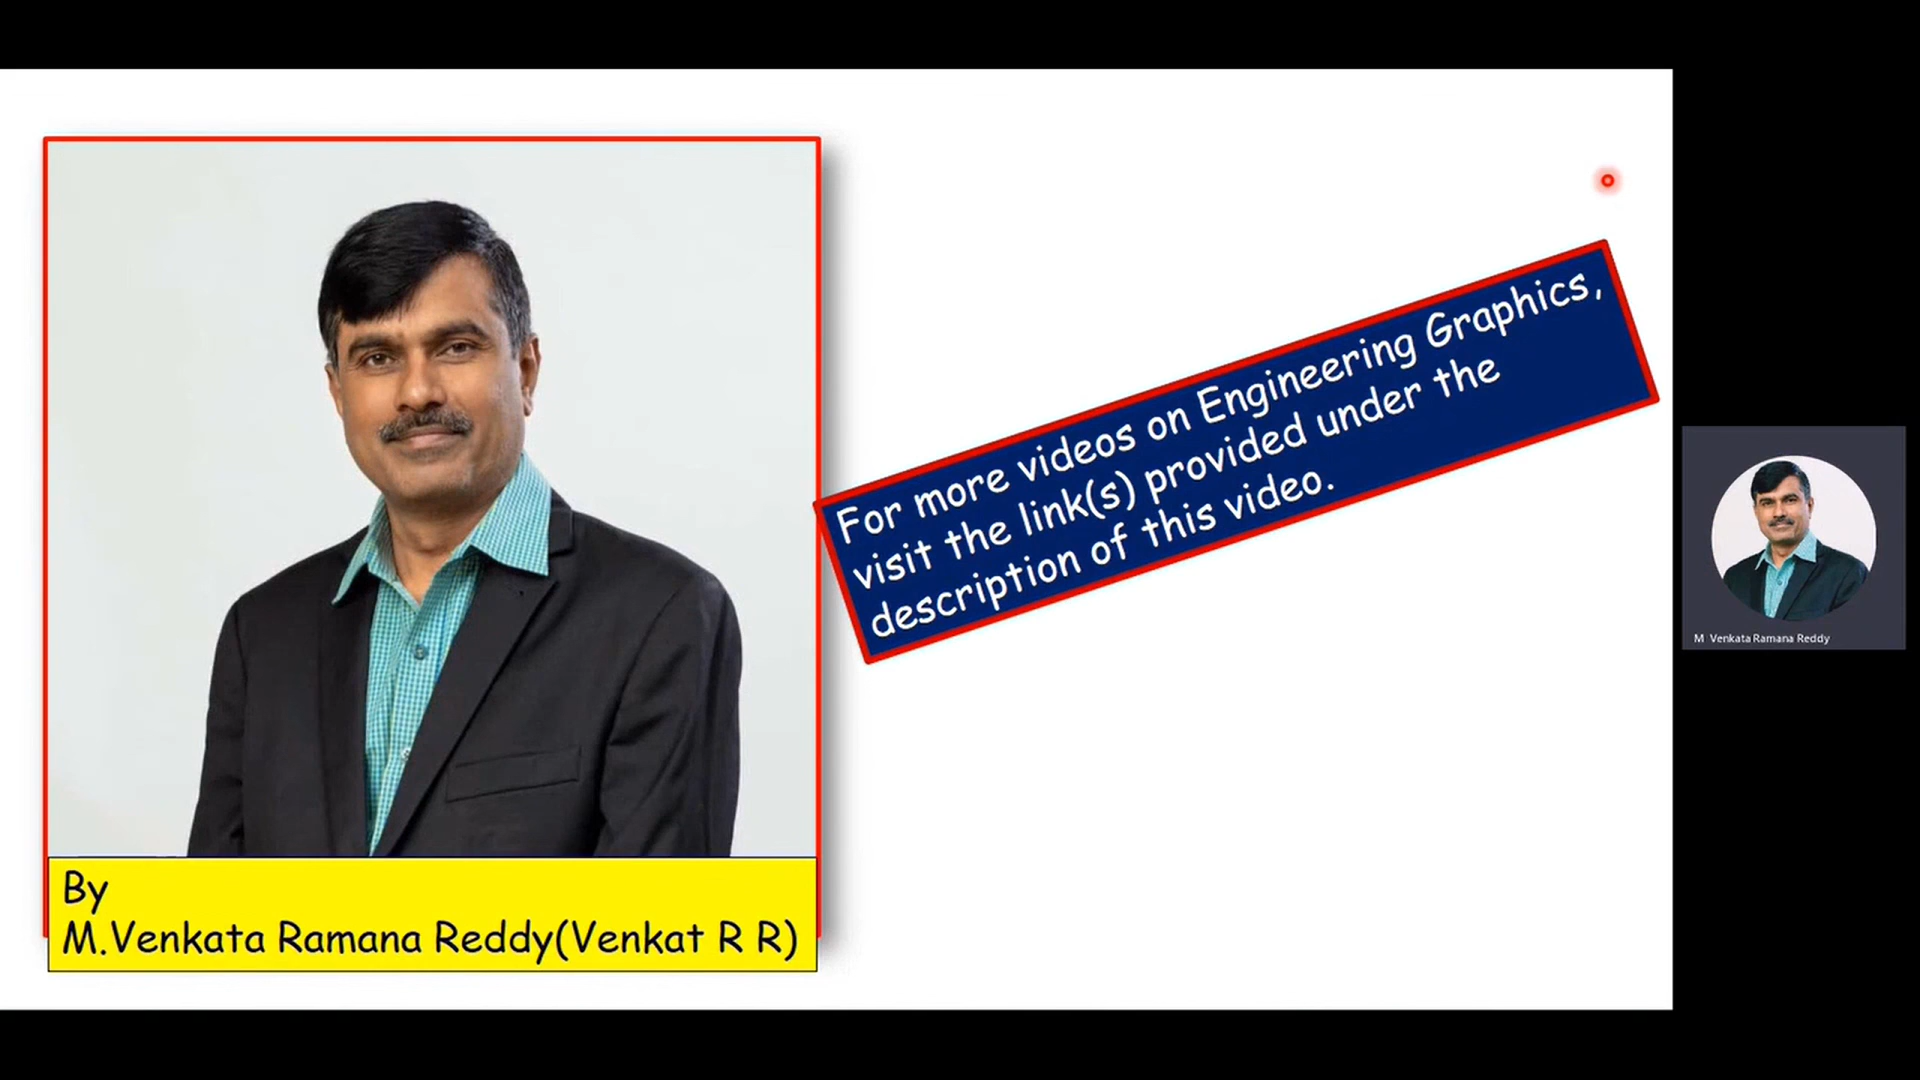 For more videos on Engineering Graphics,
visit the link(s) provided under the
description of this video.
By
M.Venkata Ramana Reddy(Venkat R R)
M Venkata Ramana Reddy